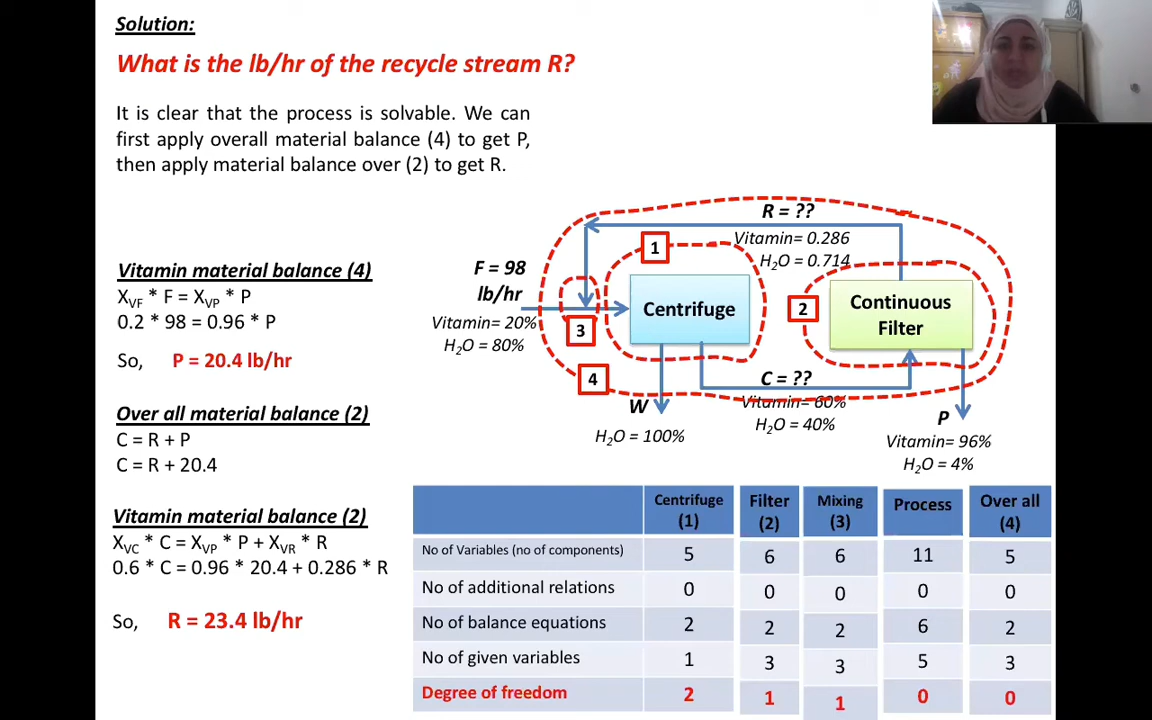 Solution:
What is the lb/hr of the recycle stream R?
It is clear that the process is solvable. We can
first apply overall material balance (4) to get P,
then apply material balance over (2) to get R.
Vitamin material balance (4)
X_VF * F = X_VP * P
0.2 * 98 = 0.96 * P
So, P = 20.4 lb/hr
Over all material balance (2)
C = R + P
C = R + 20.4
Vitamin material balance (2)
X_VC * C = X_VP * P + X_VR * R
0.6 * C = 0.96 * 20.4 + 0.286 * R
So, R = 23.4 lb/hr
R = ??
Vitamin= 0.286
H₂O = 0.714
1
F = 98
lb/hr
Vitamin= 20%
H₂O = 80%
3
Centrifuge
2
Continuous
Filter
4
C = ??
Vitamin= 60%
H₂O = 40%
W
H₂O = 100%
P
Vitamin= 96%
H₂O = 4%
Centrifuge (1) Filter (2) Mixing (3) Process Over all (4)
No of Variables (no of components) 5 6 6 11 5
No of additional relations 0 0 0 0 0
No of balance equations 2 2 2 6 2
No of given variables 1 3 3 5 3
Degree of freedom 2 1 1 0 0